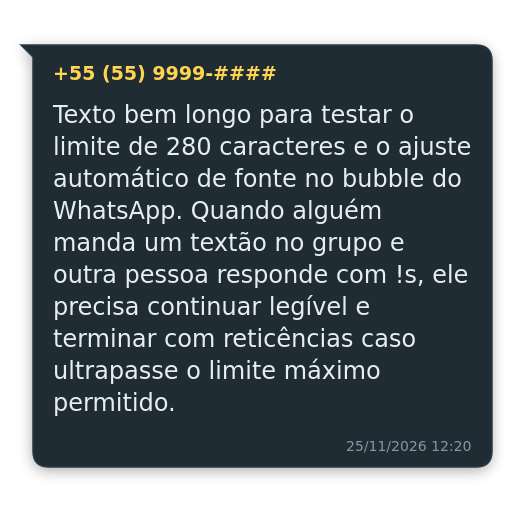 +55 (55) 9999-####
Texto bem longo para testar o
limite de 280 caracteres e o ajuste
automático de fonte no bubble do
WhatsApp. Quando alguém
manda um textão no grupo e
outra pessoa responde com !s, ele
precisa continuar legível e
terminar com reticências caso
ultrapasse o limite máximo
permitido.
25/11/2026 12:20